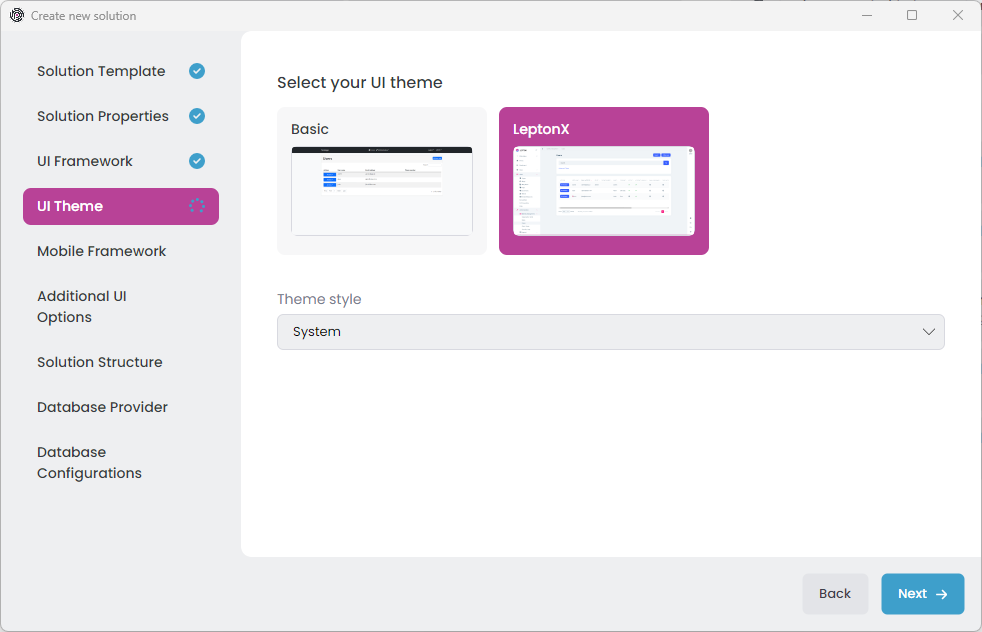 Create new solution
Solution Template
Solution Properties
UI Framework
UI Theme
Mobile Framework
Additional UI
Options
Solution Structure
Database Provider
Database
Configurations
Select your UI theme
Basic
Users
LeptonX
Theme style
System
Back
Next